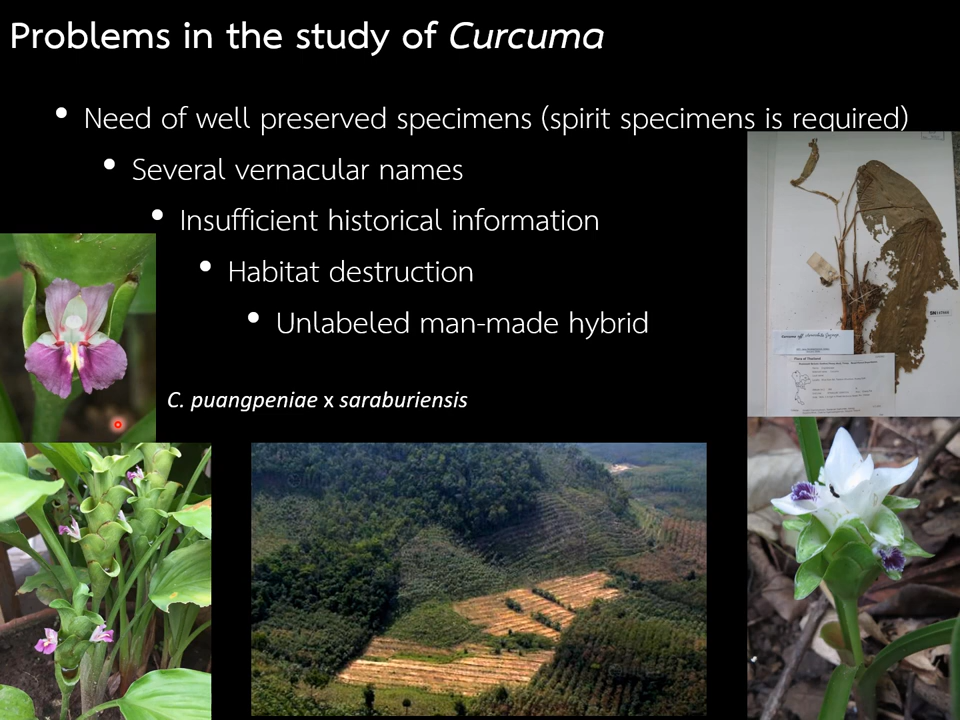 Problems in the study of Curcuma
• Need of well preserved specimens (spirit specimens is required)
• Several vernacular names
• Insufficient historical information
• Habitat destruction
• Unlabeled man-made hybrid
C. puangpeniae x saraburiensis